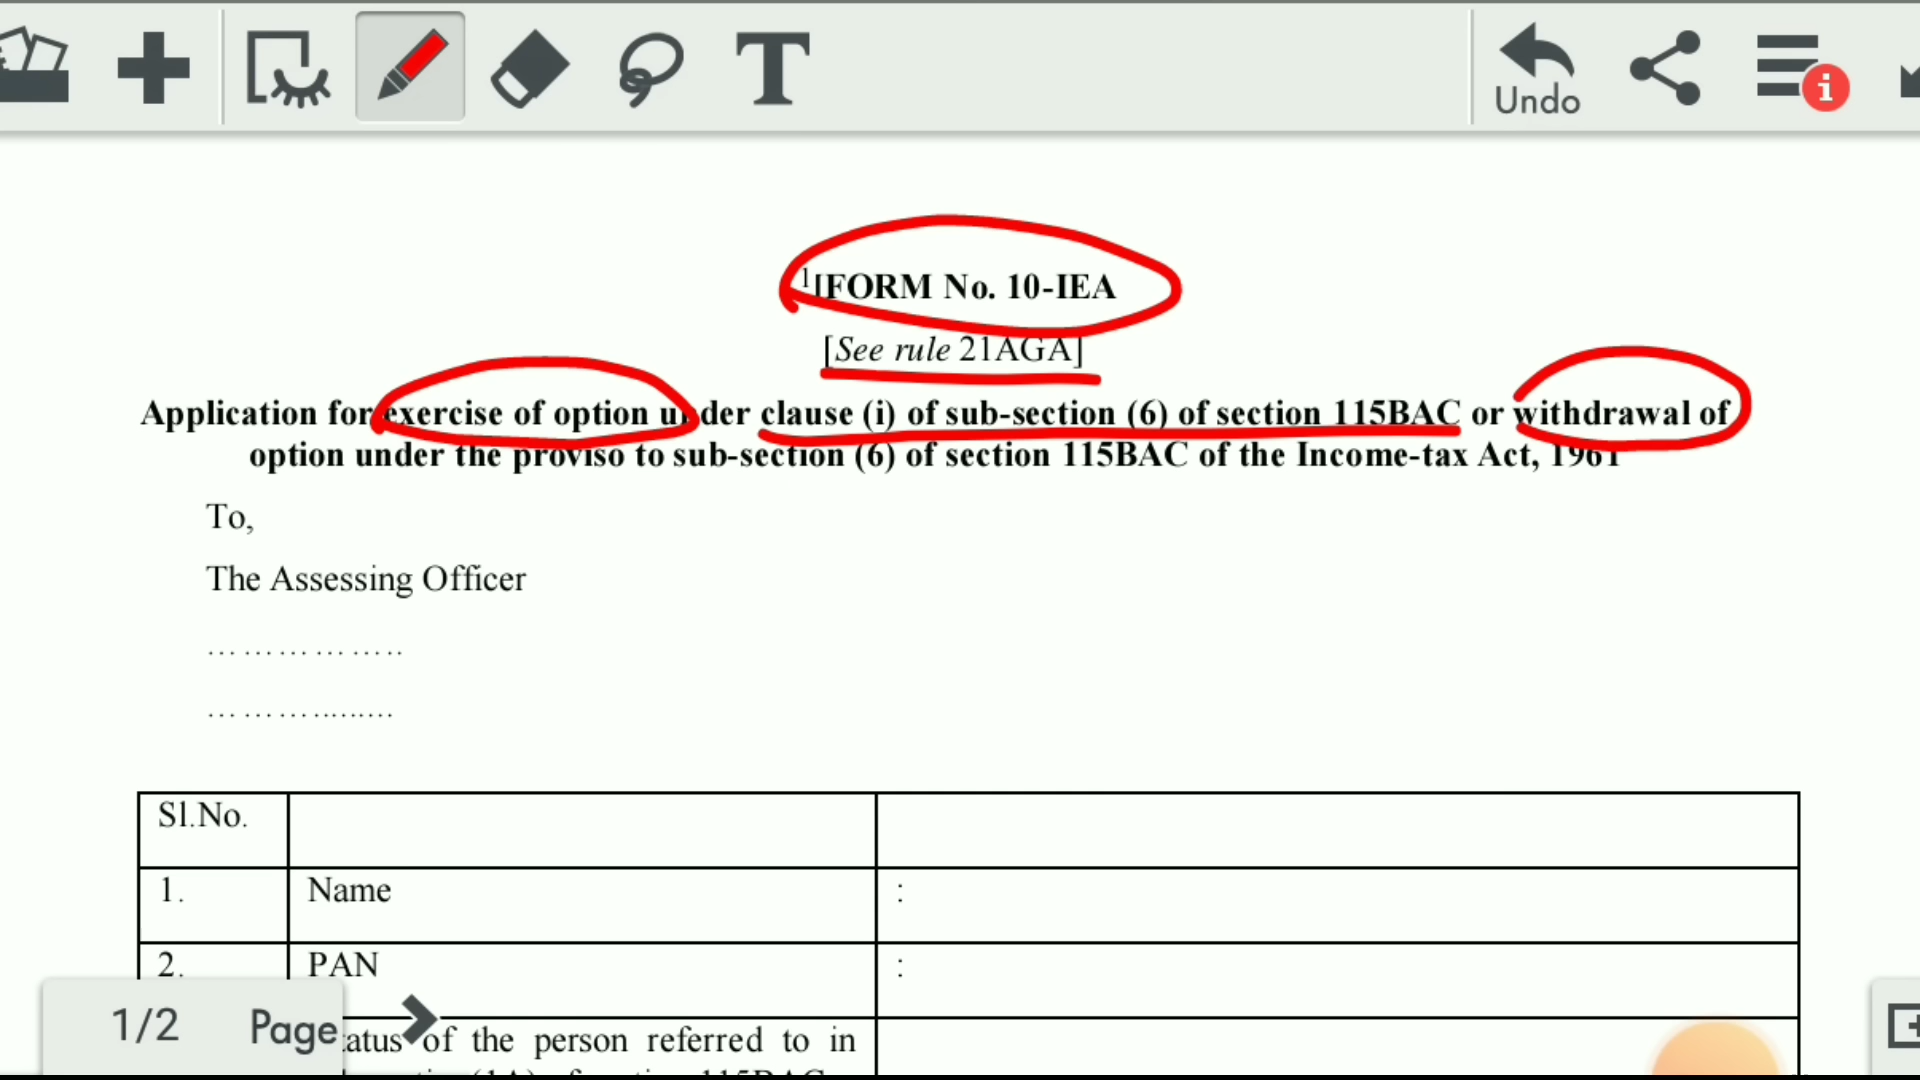 T
Undo
i
1[FORM No. 10-IEA
[See rule 21AGA]
Application for exercise of option under clause (i) of sub-section (6) of section 115BAC or withdrawal of
option under the proviso to sub-section (6) of section 115BAC of the Income-tax Act, 1961
To,
The Assessing Officer
……………..
………..........
Sl.No.
1. Name :
2. PAN :
1/2 Page
of the person referred to in
115BAC